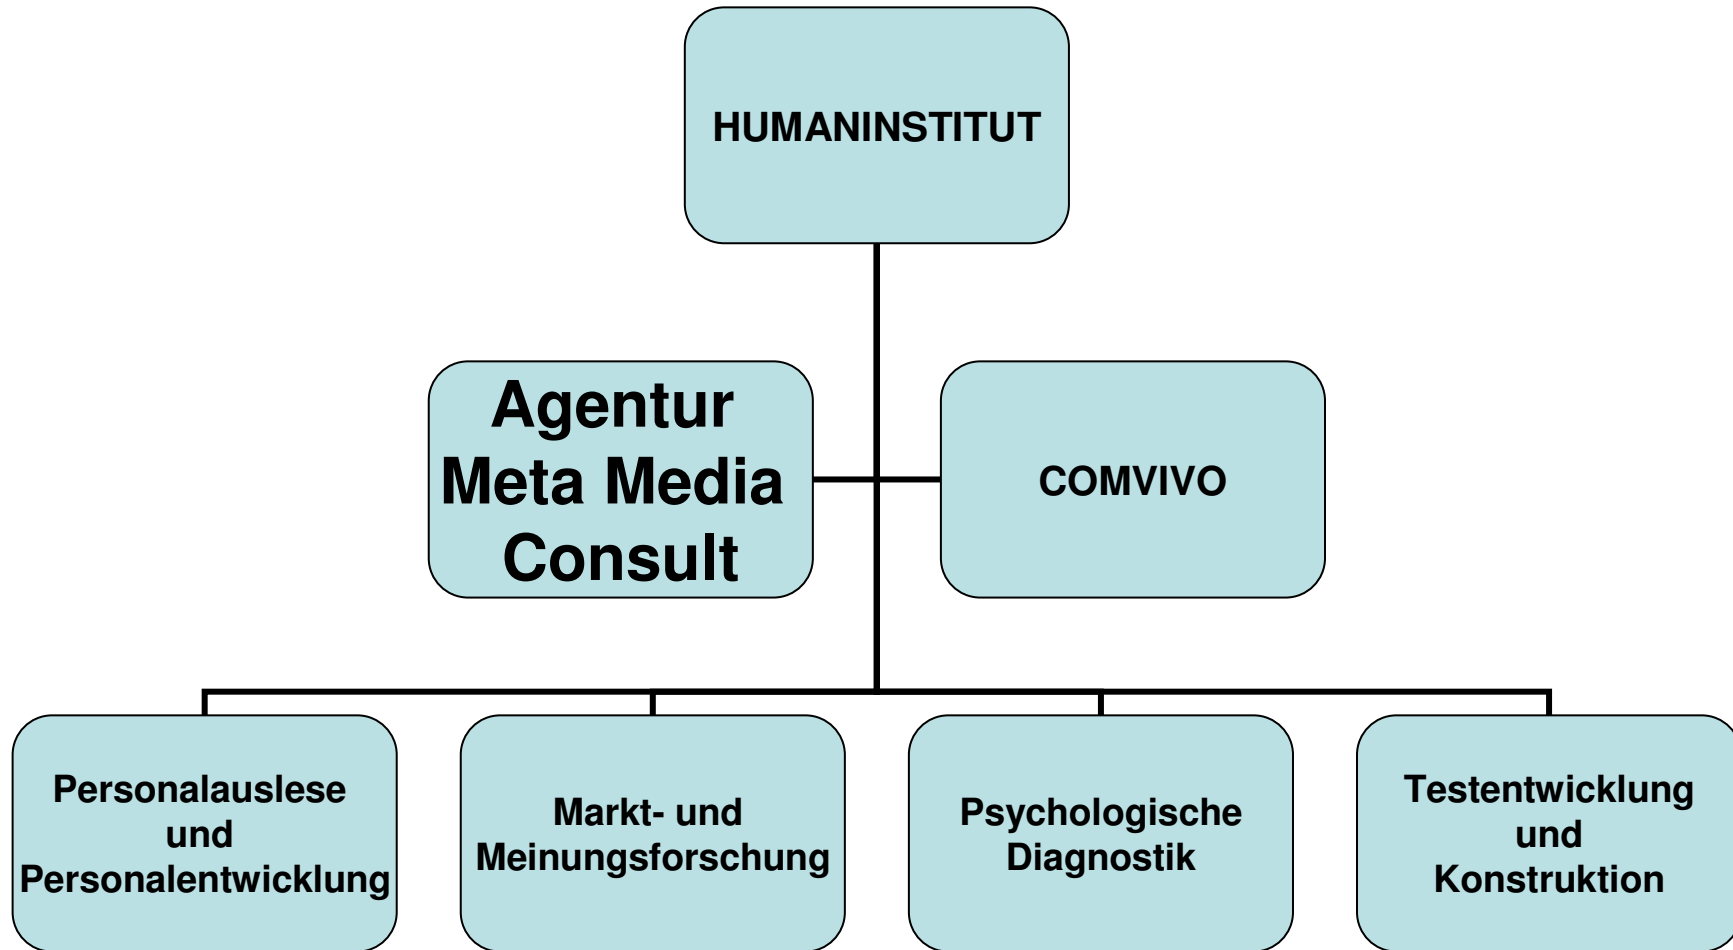 HUMANINSTITUT
Agentur
Meta Media
Consult
COMVIVO
Personalauslese
und
Personalentwicklung
Markt- und
Meinungsforschung
Psychologische
Diagnostik
Testentwicklung
und
Konstruktion